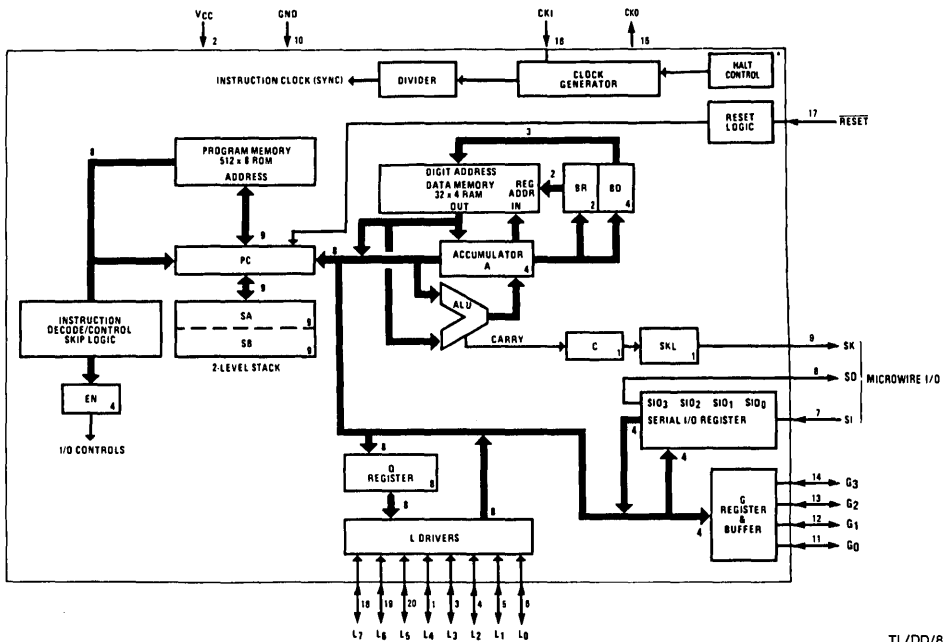 VCC
GND
CKI
CKO
2
10
16
15
INSTRUCTION CLOCK (SYNC)
DIVIDER
CLOCK
GENERATOR
HALT
CONTROL
*
RESET
LOGIC
17
RESET
3
8
PROGRAM MEMORY
512 x 8 ROM
ADDRESS
DIGIT ADDRESS
DATA MEMORY
32 x 4 RAM
OUT
REG
ADDR
IN
2
BR
2
BD
4
9
8
PC
ACCUMULATOR
A
4
9
INSTRUCTION
DECODE/CONTROL
SKIP LOGIC
SA
9
SB
9
2-LEVEL STACK
ALU
CARRY
C
1
SKL
1
9
SK
8
SO
MICROWIRE I/O
7
SI
EN
4
I/O CONTROLS
SIO3 SIO2 SIO1 SIO0
SERIAL I/O REGISTER
4
4
8
Q
REGISTER
8
8
8
L DRIVERS
4
G
REGISTER
&
BUFFER
14
G3
13
G2
12
G1
11
G0
18
19
20
1
3
4
5
6
L7
L6
L5
L4
L3
L2
L1
L0
TL/DD/8